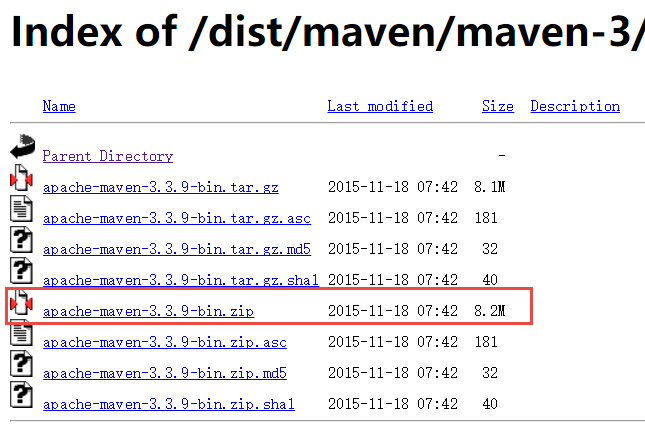 Index of /dist/maven/maven-3/
Name Last modified Size Description
Parent Directory -
apache-maven-3.3.9-bin.tar.gz 2015-11-18 07:42 8.1M
apache-maven-3.3.9-bin.tar.gz.asc 2015-11-18 07:42 181
apache-maven-3.3.9-bin.tar.gz.md5 2015-11-18 07:42 32
apache-maven-3.3.9-bin.tar.gz.sha1 2015-11-18 07:42 40
apache-maven-3.3.9-bin.zip 2015-11-18 07:42 8.2M
apache-maven-3.3.9-bin.zip.asc 2015-11-18 07:42 181
apache-maven-3.3.9-bin.zip.md5 2015-11-18 07:42 32
apache-maven-3.3.9-bin.zip.sha1 2015-11-18 07:42 40